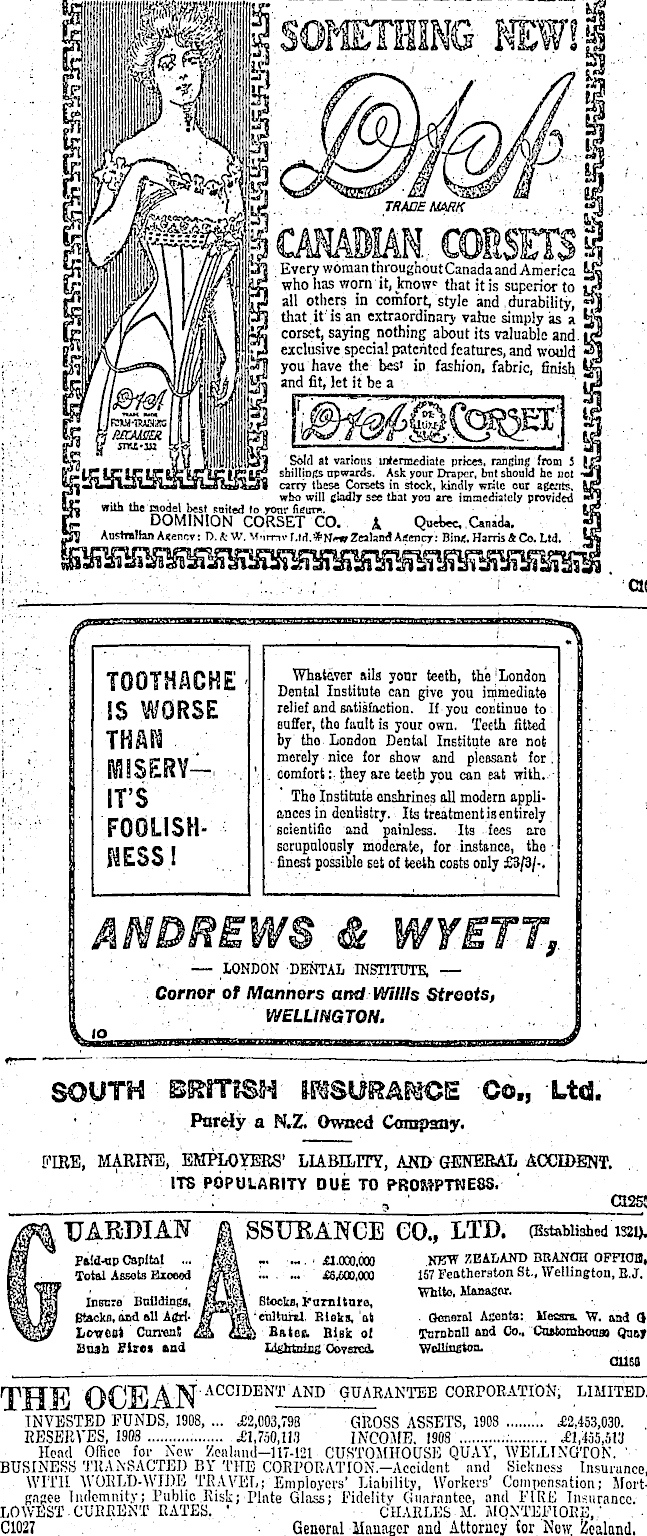 SOMETHING NEW!
D & A
TRADE MARK
CANADIAN CORSETS
Every woman throughout Canada and America
who has worn it, knows that it is superior to
all others in comfort, style and durability,
that it is an extraordinary value simply as a
corset, saying nothing about its valuable and
exclusive special patented features, and would
you have the best in fashion, fabric, finish
and fit, let it be a
D & A DE LUXE CORSET
D & A
TRADE MARK
FORM-TRAINING
REDUCER
STYLE - 332
Sold at various intermediate prices, ranging from 5
shillings upwards. Ask your Draper, but should he not
carry these Corsets in stock, kindly write our agents,
who will gladly see that you are immediately provided
with the model best suited to your figure.
DOMINION CORSET CO. Quebec, Canada.
Australian Agency: D. & W. Murray Ltd. * New Zealand Agency: Bing, Harris & Co. Ltd.
TOOTHACHE
IS WORSE
THAN
MISERY—
IT'S
FOOLISH-
NESS!
Whatever ails your teeth, the London
Dental Institute can give you immediate
relief and satisfaction. If you continue to
suffer, the fault is your own. Teeth fitted
by the London Dental Institute are not
merely nice for show and pleasant for
comfort: they are teeth you can eat with.
The Institute enshrines all modern appli-
ances in dentistry. Its treatment is entirely
scientific and painless. Its fees are
scrupulously moderate, for instance, the
finest possible set of teeth costs only £3/3/-.
ANDREWS & WYETT,
— LONDON DENTAL INSTITUTE, —
Corner of Manners and Willis Streets,
WELLINGTON.
10
SOUTH BRITISH INSURANCE Co., Ltd.
Purely a N.Z. Owned Company.
FIRE, MARINE, EMPLOYERS' LIABILITY, AND GENERAL ACCIDENT.
ITS POPULARITY DUE TO PROMPTNESS.
C125
GUARDIAN ASSURANCE CO., LTD. (Established 1821).
Paid-up Capital ... ... ... £1,000,000
Total Assets Exceed ... ... £6,600,000
Insure Buildings, Stocks, Furniture,
Stacks, and all Agricultural Risks, at
Lowest Current Rates. Risk of
Bush Fires and Lightning Covered.
NEW ZEALAND BRANCH OFFICE,
157 Featherston St., Wellington, R.J.
White, Manager.
General Agents: Messrs. W. and G
Turnbull and Co., Customhouse Quay
Wellington.
C1156
THE OCEAN ACCIDENT AND GUARANTEE CORPORATION, LIMITED.
INVESTED FUNDS, 1908, ... £2,003,798 GROSS ASSETS, 1908 ........ £2,453,030.
RESERVES, 1908 ................ £1,750,113 INCOME, 1908 ...................... £1,455,513
Head Office for New Zealand—117-121 CUSTOMHOUSE QUAY, WELLINGTON.
BUSINESS TRANSACTED BY THE CORPORATION.—Accident and Sickness Insurance,
WITH WORLD-WIDE TRAVEL; Employers' Liability, Workers' Compensation; Mort-
gagee Indemnity; Public Risk; Plate Glass; Fidelity Guarantee, and FIRE Insurance.
LOWEST CURRENT RATES. CHARLES M. MONTEFIORE,
C1027 General Manager and Attorney for New Zealand.